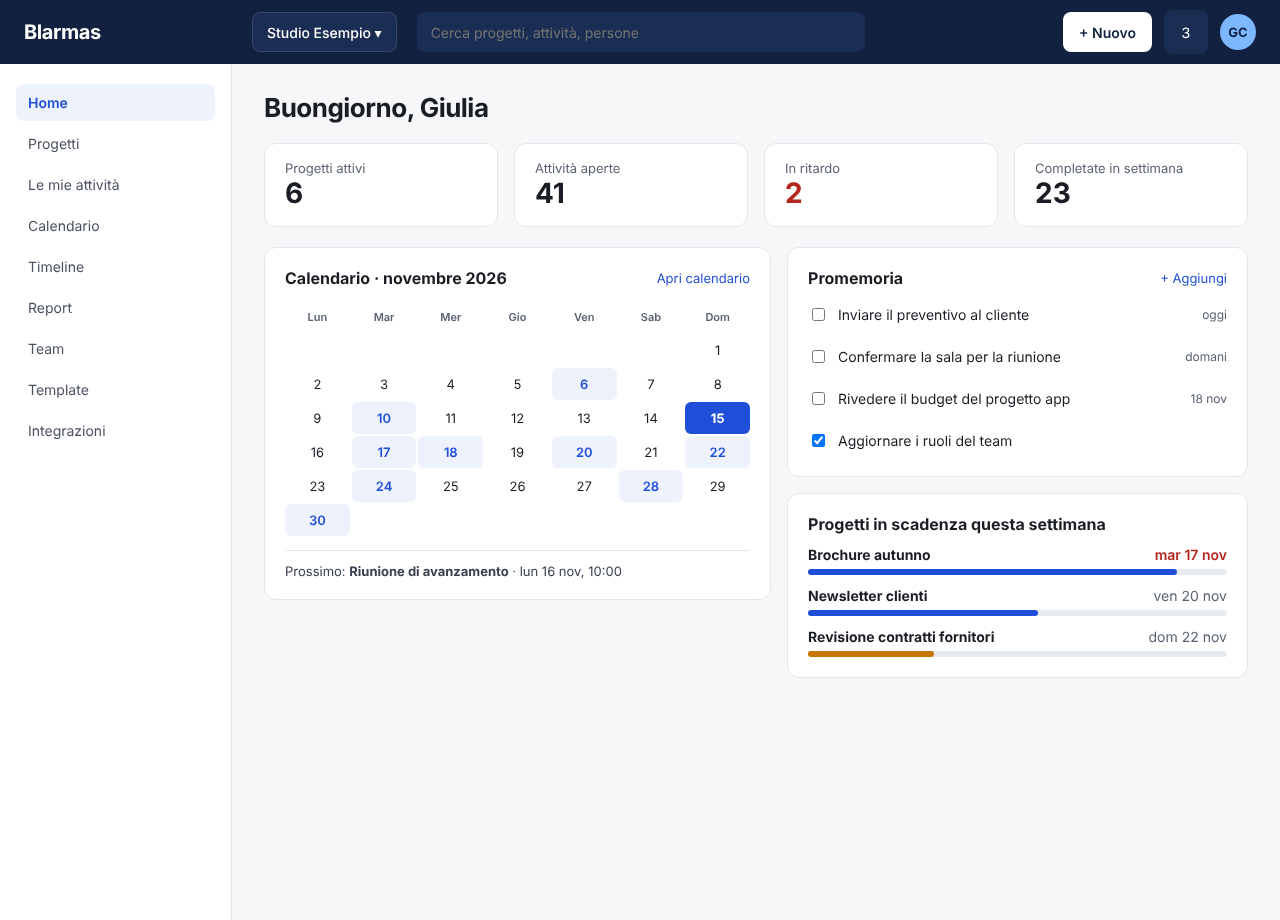 Blarmas
Studio Esempio ▾
Cerca progetti, attività, persone
+ Nuovo
3
GC
Home
Progetti
Le mie attività
Calendario
Timeline
Report
Team
Template
Integrazioni
Buongiorno, Giulia
Progetti attivi
6
Attività aperte
41
In ritardo
2
Completate in settimana
23
Calendario · novembre 2026
Apri calendario
Lun Mar Mer Gio Ven Sab Dom
1
2 3 4 5 6 7 8
9 10 11 12 13 14 15
16 17 18 19 20 21 22
23 24 25 26 27 28 29
30
Prossimo: Riunione di avanzamento · lun 16 nov, 10:00
Promemoria
+ Aggiungi
Inviare il preventivo al cliente oggi
Confermare la sala per la riunione domani
Rivedere il budget del progetto app 18 nov
Aggiornare i ruoli del team
Progetti in scadenza questa settimana
Brochure autunno mar 17 nov
Newsletter clienti ven 20 nov
Revisione contratti fornitori dom 22 nov